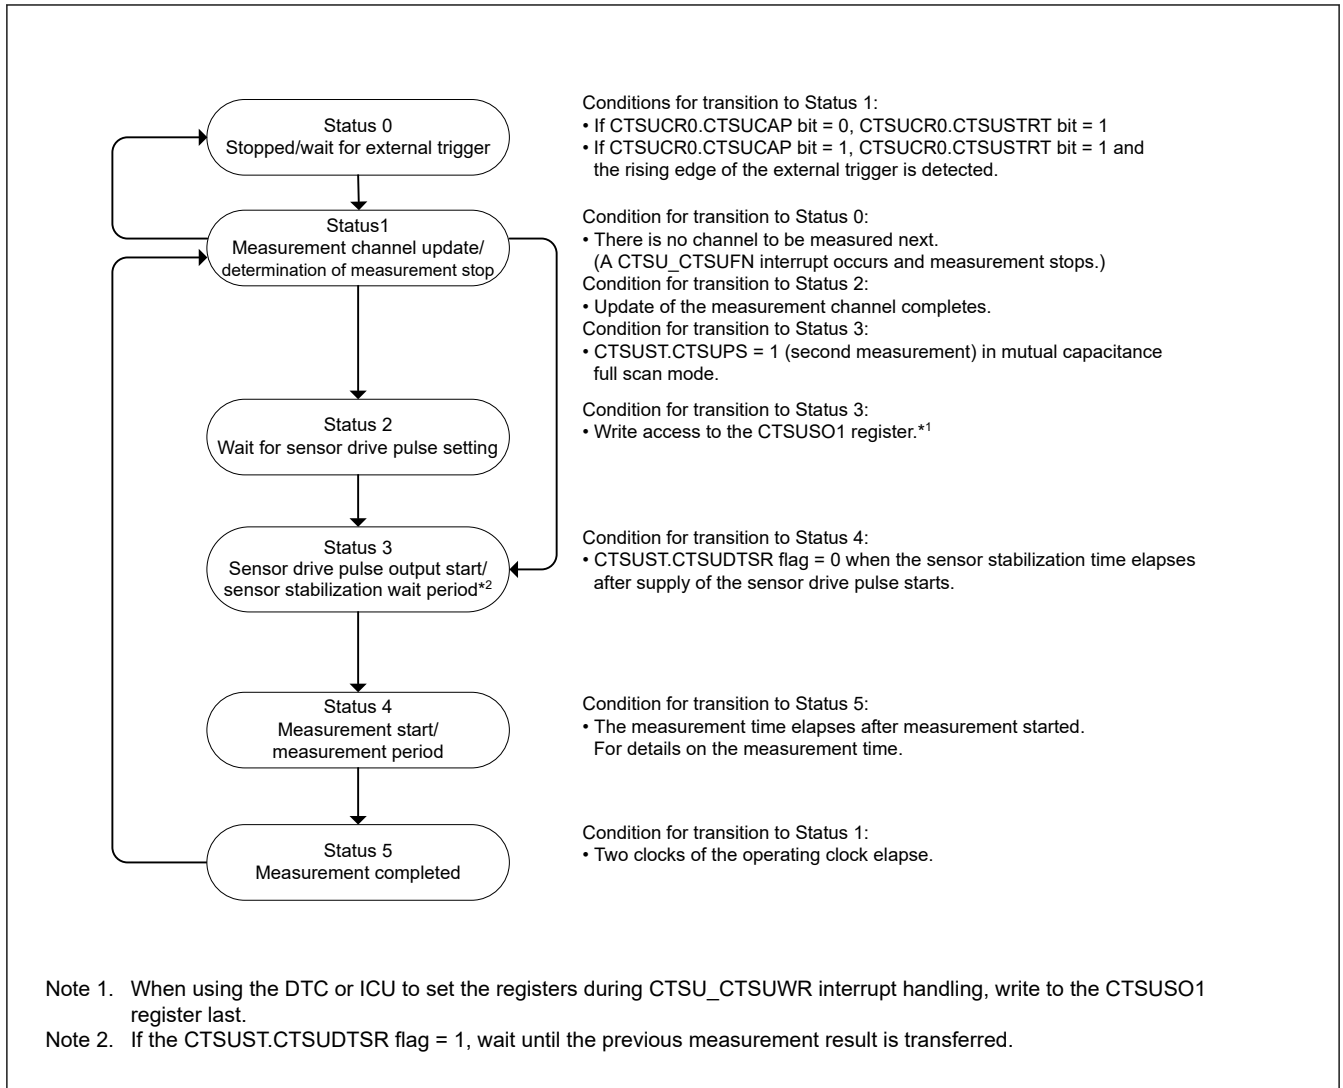 Status 0
Stopped/wait for external trigger
Conditions for transition to Status 1:
• If CTSUCR0.CTSUCAP bit = 0, CTSUCR0.CTSUSTRT bit = 1
• If CTSUCR0.CTSUCAP bit = 1, CTSUCR0.CTSUSTRT bit = 1 and
the rising edge of the external trigger is detected.
Status1
Measurement channel update/
determination of measurement stop
Condition for transition to Status 0:
• There is no channel to be measured next.
(A CTSU_CTSUFN interrupt occurs and measurement stops.)
Condition for transition to Status 2:
• Update of the measurement channel completes.
Condition for transition to Status 3:
• CTSUST.CTSUPS = 1 (second measurement) in mutual capacitance
full scan mode.
Status 2
Wait for sensor drive pulse setting
Condition for transition to Status 3:
• Write access to the CTSUSO1 register.*1
Status 3
Sensor drive pulse output start/
sensor stabilization wait period*2
Condition for transition to Status 4:
• CTSUST.CTSUDTSR flag = 0 when the sensor stabilization time elapses
after supply of the sensor drive pulse starts.
Status 4
Measurement start/
measurement period
Condition for transition to Status 5:
• The measurement time elapses after measurement started.
For details on the measurement time.
Status 5
Measurement completed
Condition for transition to Status 1:
• Two clocks of the operating clock elapse.
Note 1. When using the DTC or ICU to set the registers during CTSU_CTSUWR interrupt handling, write to the CTSUSO1
register last.
Note 2. If the CTSUST.CTSUDTSR flag = 1, wait until the previous measurement result is transferred.